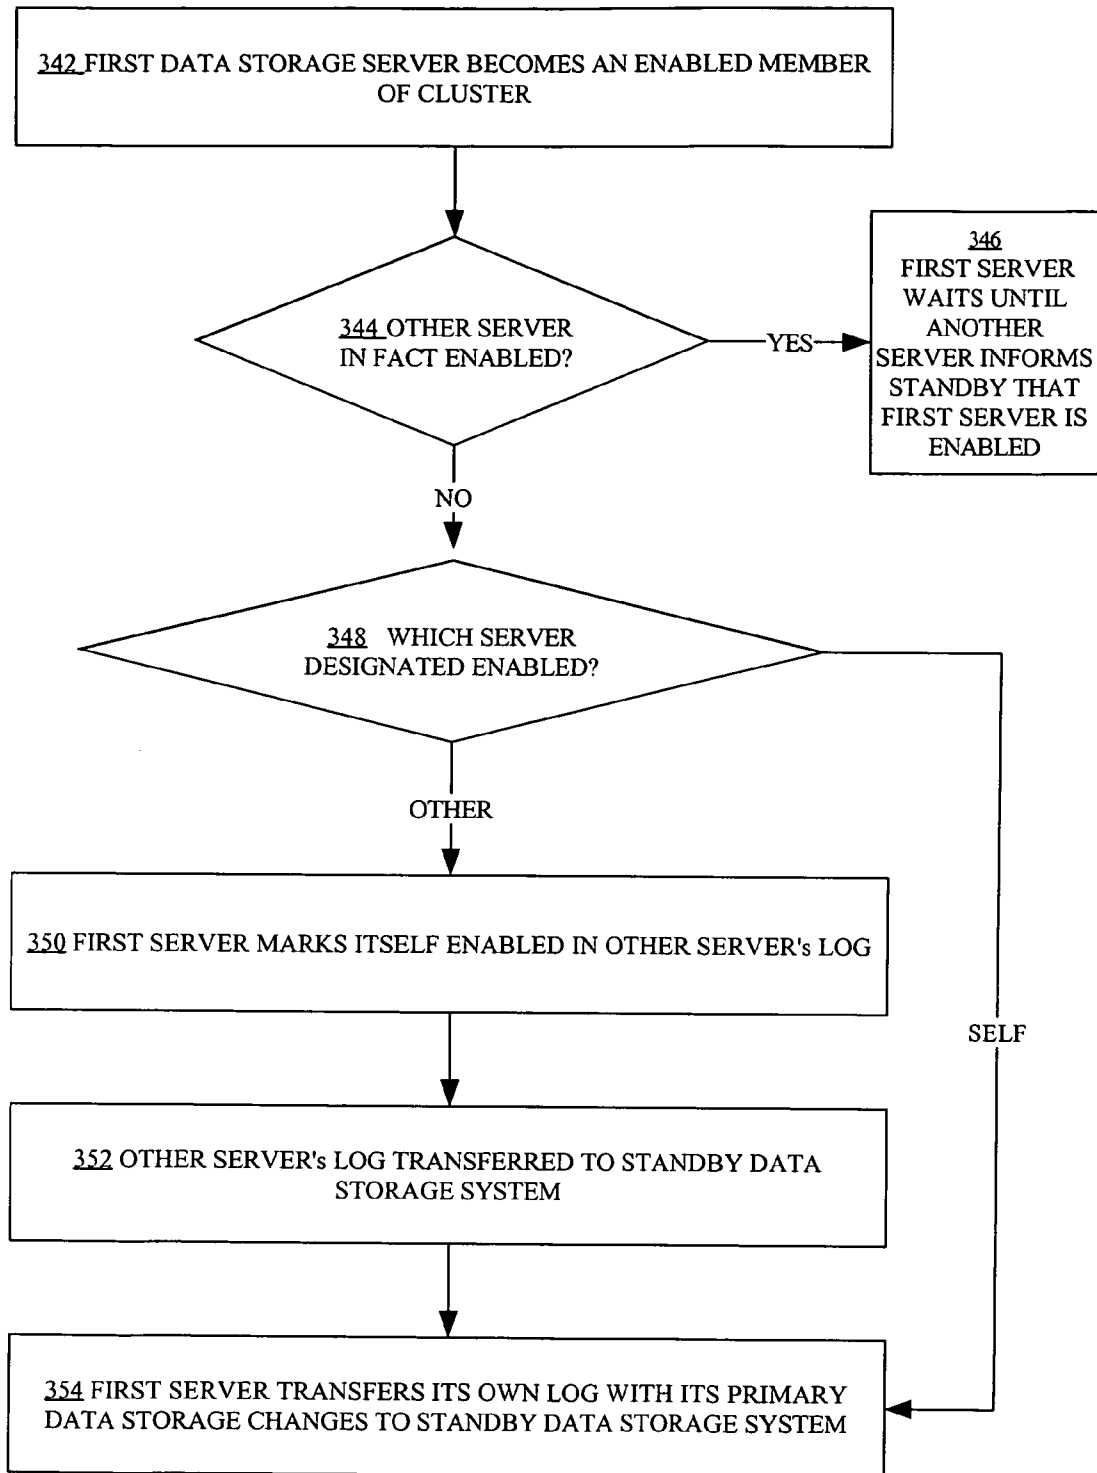 342 FIRST DATA STORAGE SERVER BECOMES AN ENABLED MEMBER
OF CLUSTER
344 OTHER SERVER
IN FACT ENABLED?
YES
346
FIRST SERVER
WAITS UNTIL
ANOTHER
SERVER INFORMS
STANDBY THAT
FIRST SERVER IS
ENABLED
NO
348 WHICH SERVER
DESIGNATED ENABLED?
OTHER
350 FIRST SERVER MARKS ITSELF ENABLED IN OTHER SERVER's LOG
SELF
352 OTHER SERVER's LOG TRANSFERRED TO STANDBY DATA
STORAGE SYSTEM
354 FIRST SERVER TRANSFERS ITS OWN LOG WITH ITS PRIMARY
DATA STORAGE CHANGES TO STANDBY DATA STORAGE SYSTEM